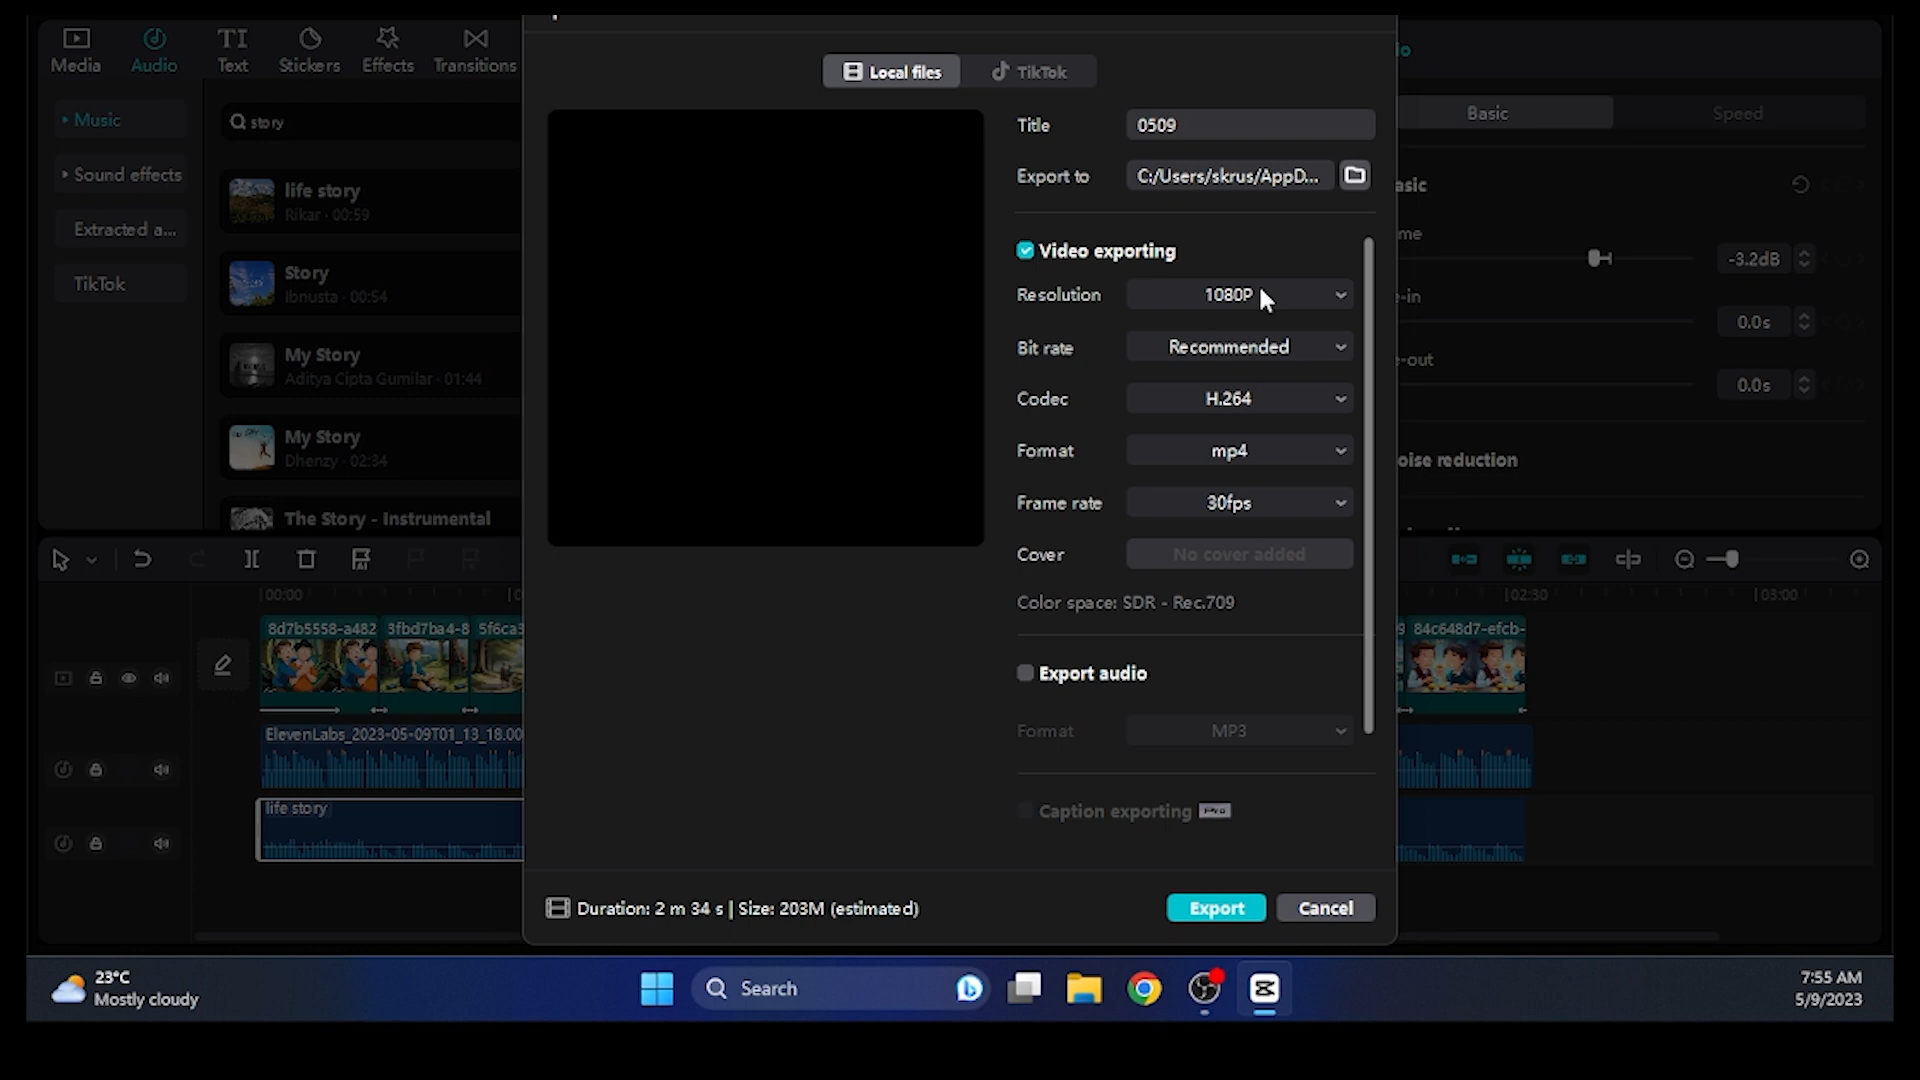 Media
Audio
Text
Stickers
Effects
Transitions
Music
Sound effects
Extracted a...
TikTok
story
life story
Rikar · 00:59
Story
Ibnusta · 00:54
My Story
Aditya Cipta Gumilar · 01:44
My Story
Dhenzy · 02:34
The Story - Instrumental
Local files
TikTok
Title
0509
Export to
C:/Users/skrus/AppD...
Video exporting
Resolution
1080P
Bit rate
Recommended
Codec
H.264
Format
mp4
Frame rate
30fps
Cover
No cover added
Color space: SDR - Rec.709
Export audio
Format
MP3
Caption exporting
Duration: 2 m 34 s | Size: 203M (estimated)
Export
Cancel
io
Basic
Speed
asic
me
-3.2dB
-in
0.0s
-out
0.0s
oise reduction
00:00
02:30
03:00
8d7b5558-a482
3fbd7ba4-8
5f6ca3
84c648d7-efcb-
ElevenLabs_2023-05-09T01_13_18.00
life story
23°C
Mostly cloudy
Search
7:55 AM
5/9/2023